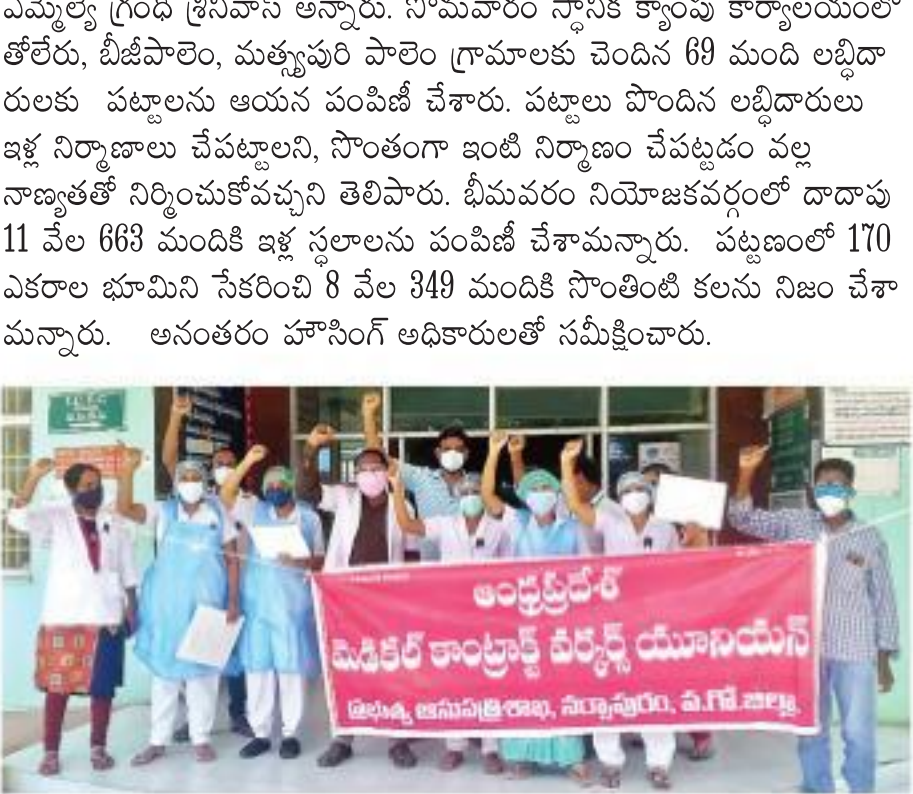 ఎమ్మెల్యే గ్రంధి శ్రీనివాస్ అన్నారు. సోమవారం స్థానిక క్యాంపు కార్యాలయంలో
తోలేరు, బీజీపాలెం, మత్స్యపురి పాలెం గ్రామాలకు చెందిన 69 మంది లబ్ధిదా
రులకు పట్టాలను ఆయన పంపిణీ చేశారు. పట్టాలు పొందిన లబ్ధిదారులు
ఇళ్ల నిర్మాణాలు చేపట్టాలని, సొంతంగా ఇంటి నిర్మాణం చేపట్టడం వల్ల
నాణ్యతతో నిర్మించుకోవచ్చని తెలిపారు. భీమవరం నియోజకవర్గంలో దాదాపు
11 వేల 663 మందికి ఇళ్ల స్థలాలను పంపిణీ చేశామన్నారు. పట్టణంలో 170
ఎకరాల భూమిని సేకరించి 8 వేల 349 మందికి సొంతింటి కలను నిజం చేశా
మన్నారు. అనంతరం హౌసింగ్ అధికారులతో సమీక్షించారు.
ఆంధ్రప్రదేశ్
మెడికల్ కాంట్రాక్ట్ వర్కర్స్ యూనియన్
ప్రభుత్వ ఆసుపత్రి శాఖ, నర్సాపురం, ప.గో.జిల్లా,